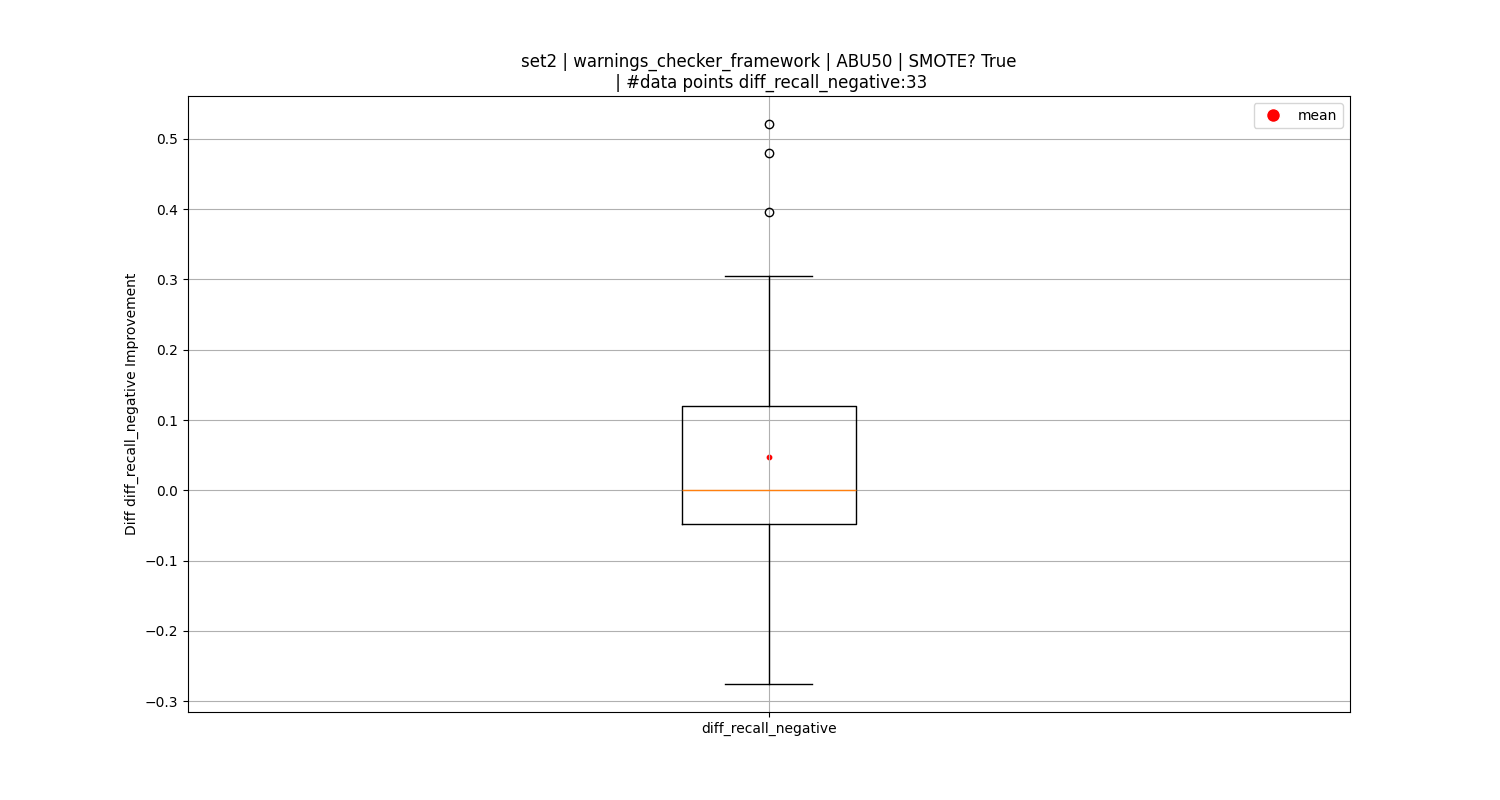 set2 | warnings_checker_framework | ABU50 | SMOTE? True
| #data points diff_recall_negative:33
mean
Diff diff_recall_negative Improvement
0.5
0.4
0.3
0.2
0.1
0.0
−0.1
−0.2
−0.3
diff_recall_negative